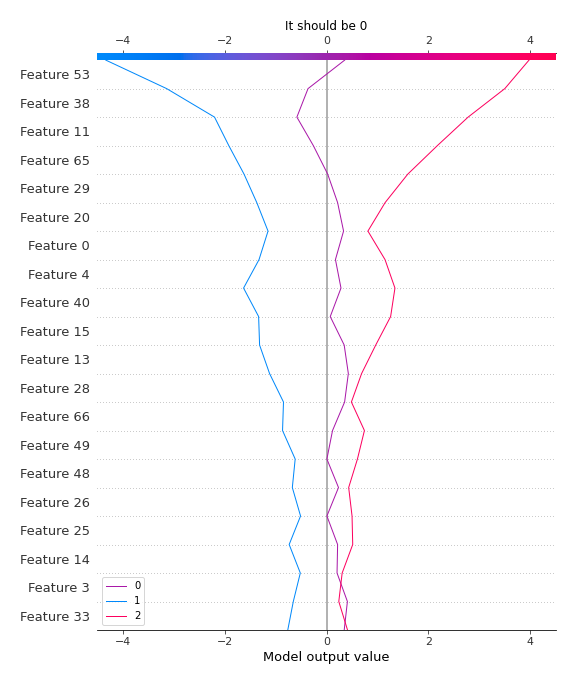 It should be 0
−4 −2 0 2 4
Feature 53
Feature 38
Feature 11
Feature 65
Feature 29
Feature 20
Feature 0
Feature 4
Feature 40
Feature 15
Feature 13
Feature 28
Feature 66
Feature 49
Feature 48
Feature 26
Feature 25
Feature 14
Feature 3
Feature 33
0
1
2
−4 −2 0 2 4
Model output value